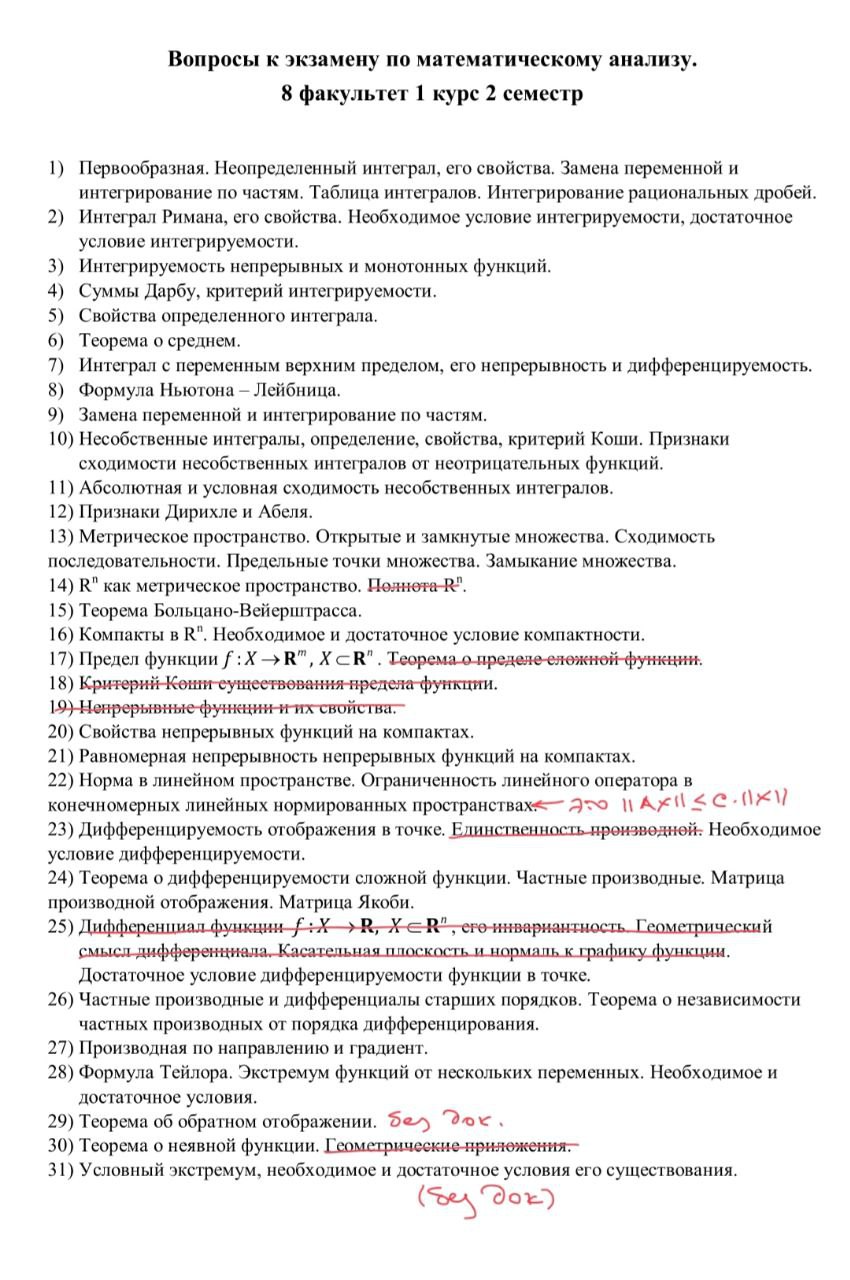 Вопросы к экзамену по математическому анализу.
8 факультет 1 курс 2 семестр
1) Первообразная. Неопределенный интеграл, его свойства. Замена переменной и
интегрирование по частям. Таблица интегралов. Интегрирование рациональных дробей.
2) Интеграл Римана, его свойства. Необходимое условие интегрируемости, достаточное
условие интегрируемости.
3) Интегрируемость непрерывных и монотонных функций.
4) Суммы Дарбу, критерий интегрируемости.
5) Свойства определенного интеграла.
6) Теорема о среднем.
7) Интеграл с переменным верхним пределом, его непрерывность и дифференцируемость.
8) Формула Ньютона – Лейбница.
9) Замена переменной и интегрирование по частям.
10) Несобственные интегралы, определение, свойства, критерий Коши. Признаки
сходимости несобственных интегралов от неотрицательных функций.
11) Абсолютная и условная сходимость несобственных интегралов.
12) Признаки Дирихле и Абеля.
13) Метрическое пространство. Открытые и замкнутые множества. Сходимость
последовательности. Предельные точки множества. Замыкание множества.
14) Rⁿ как метрическое пространство. Полнота Rⁿ.
15) Теорема Больцано-Вейерштрасса.
16) Компакты в Rⁿ. Необходимое и достаточное условие компактности.
17) Предел функции f : X → Rᵐ, X ⊂ Rⁿ. Теорема о пределе сложной функции.
18) Критерий Коши существования предела функции.
19) Непрерывные функции и их свойства.
20) Свойства непрерывных функций на компактах.
21) Равномерная непрерывность непрерывных функций на компактах.
22) Норма в линейном пространстве. Ограниченность линейного оператора в
конечномерных линейных нормированных пространствах. ← это ||Ax|| ≤ C·||x||
23) Дифференцируемость отображения в точке. Единственность производной. Необходимое
условие дифференцируемости.
24) Теорема о дифференцируемости сложной функции. Частные производные. Матрица
производной отображения. Матрица Якоби.
25) Дифференциал функции f : X → R, X ⊂ Rⁿ, его инвариантность. Геометрический
смысл дифференциала. Касательная плоскость и нормаль к графику функции.
Достаточное условие дифференцируемости функции в точке.
26) Частные производные и дифференциалы старших порядков. Теорема о независимости
частных производных от порядка дифференцирования.
27) Производная по направлению и градиент.
28) Формула Тейлора. Экстремум функций от нескольких переменных. Необходимое и
достаточное условия.
29) Теорема об обратном отображении. без док.
30) Теорема о неявной функции. Геометрические приложения.
31) Условный экстремум, необходимое и достаточное условия его существования.
(без док)